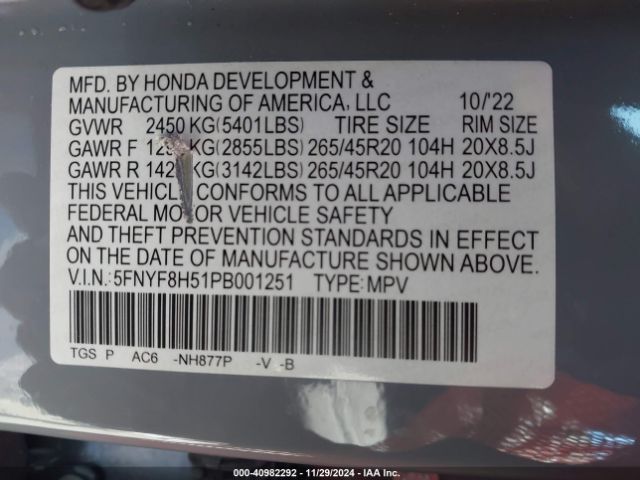 MFD. BY HONDA DEVELOPMENT &
MANUFACTURING OF AMERICA, LLC 10/'22
GVWR 2450 KG(5401LBS) TIRE SIZE RIM SIZE
GAWR F KG(2855LBS) 265/45R20 104H 20X8.5J
GAWR R KG(3142LBS) 265/45R20 104H 20X8.5J
THIS VEHICLE CONFORMS TO ALL APPLICABLE
FEDERAL MOTOR VEHICLE SAFETY
AND THEFT PREVENTION STANDARDS IN EFFECT
ON THE DATE OF MANUFACTURE SHOWN ABOVE.
V.I.N.:5FNYF8H51PB001251 TYPE:MPV
TGS P AC6 -NH877P -V -B
00-40982292 - 11/29/2024 - IAA Inc.